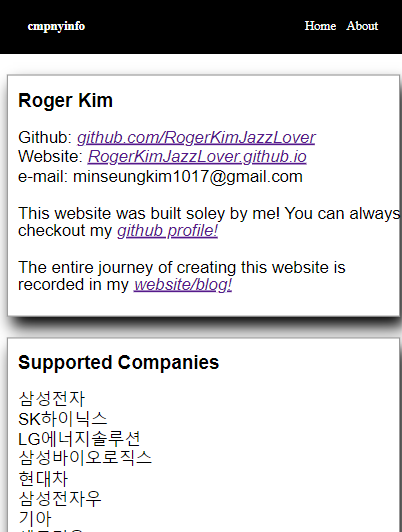 cmpnyinfo Home About
Roger Kim
Github: github.com/RogerKimJazzLover
Website: RogerKimJazzLover.github.io
e-mail: minseungkim1017@gmail.com
This website was built soley by me! You can always
checkout my github profile!
The entire journey of creating this website is
recorded in my website/blog!
Supported Companies
삼성전자
SK하이닉스
LG에너지솔루션
삼성바이오로직스
현대차
삼성전자우
기아